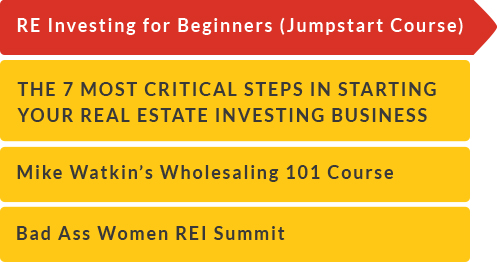 RE Investing for Beginners (Jumpstart Course)
THE 7 MOST CRITICAL STEPS IN STARTING
YOUR REAL ESTATE INVESTING BUSINESS
Mike Watkin’s Wholesaling 101 Course
Bad Ass Women REI Summit